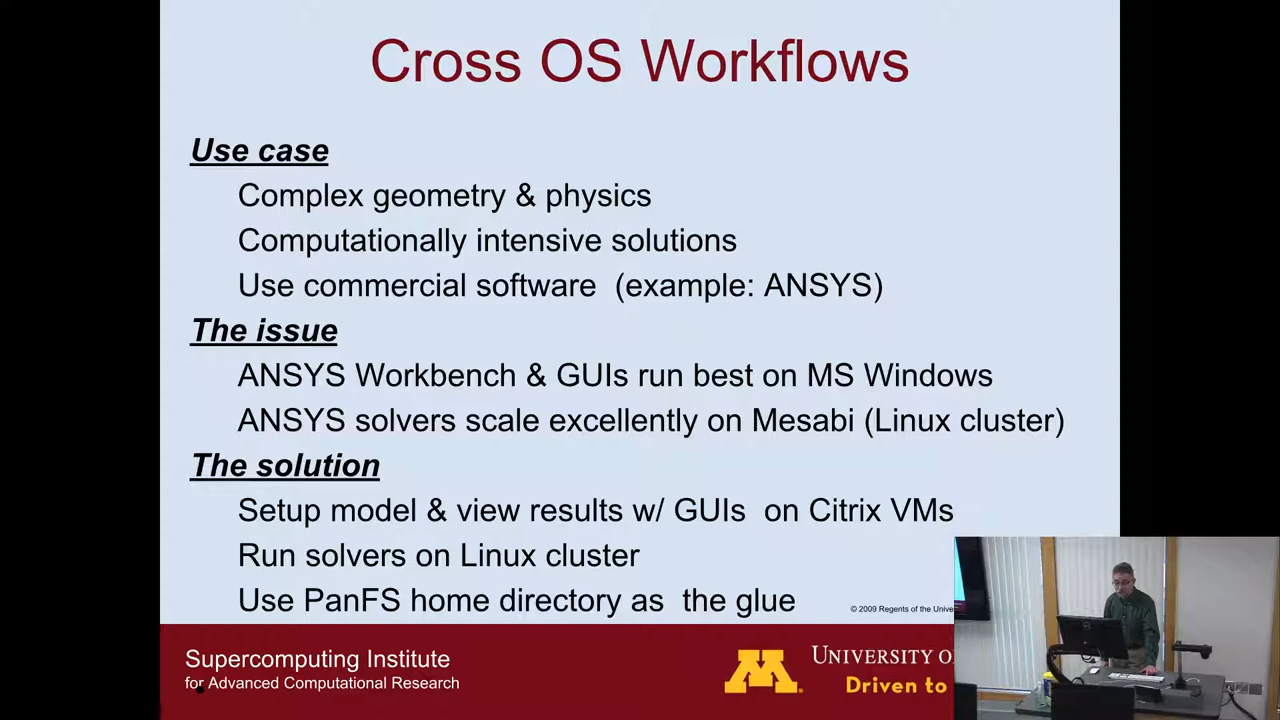 Cross OS Workflows
Use case
Complex geometry & physics
Computationally intensive solutions
Use commercial software (example: ANSYS)
The issue
ANSYS Workbench & GUIs run best on MS Windows
ANSYS solvers scale excellently on Mesabi (Linux cluster)
The solution
Setup model & view results w/ GUIs on Citrix VMs
Run solvers on Linux cluster
Use PanFS home directory as the glue
© 2009 Regents of the Univer
Supercomputing Institute
for Advanced Computational Research
M
UNIVERSITY OF
Driven to